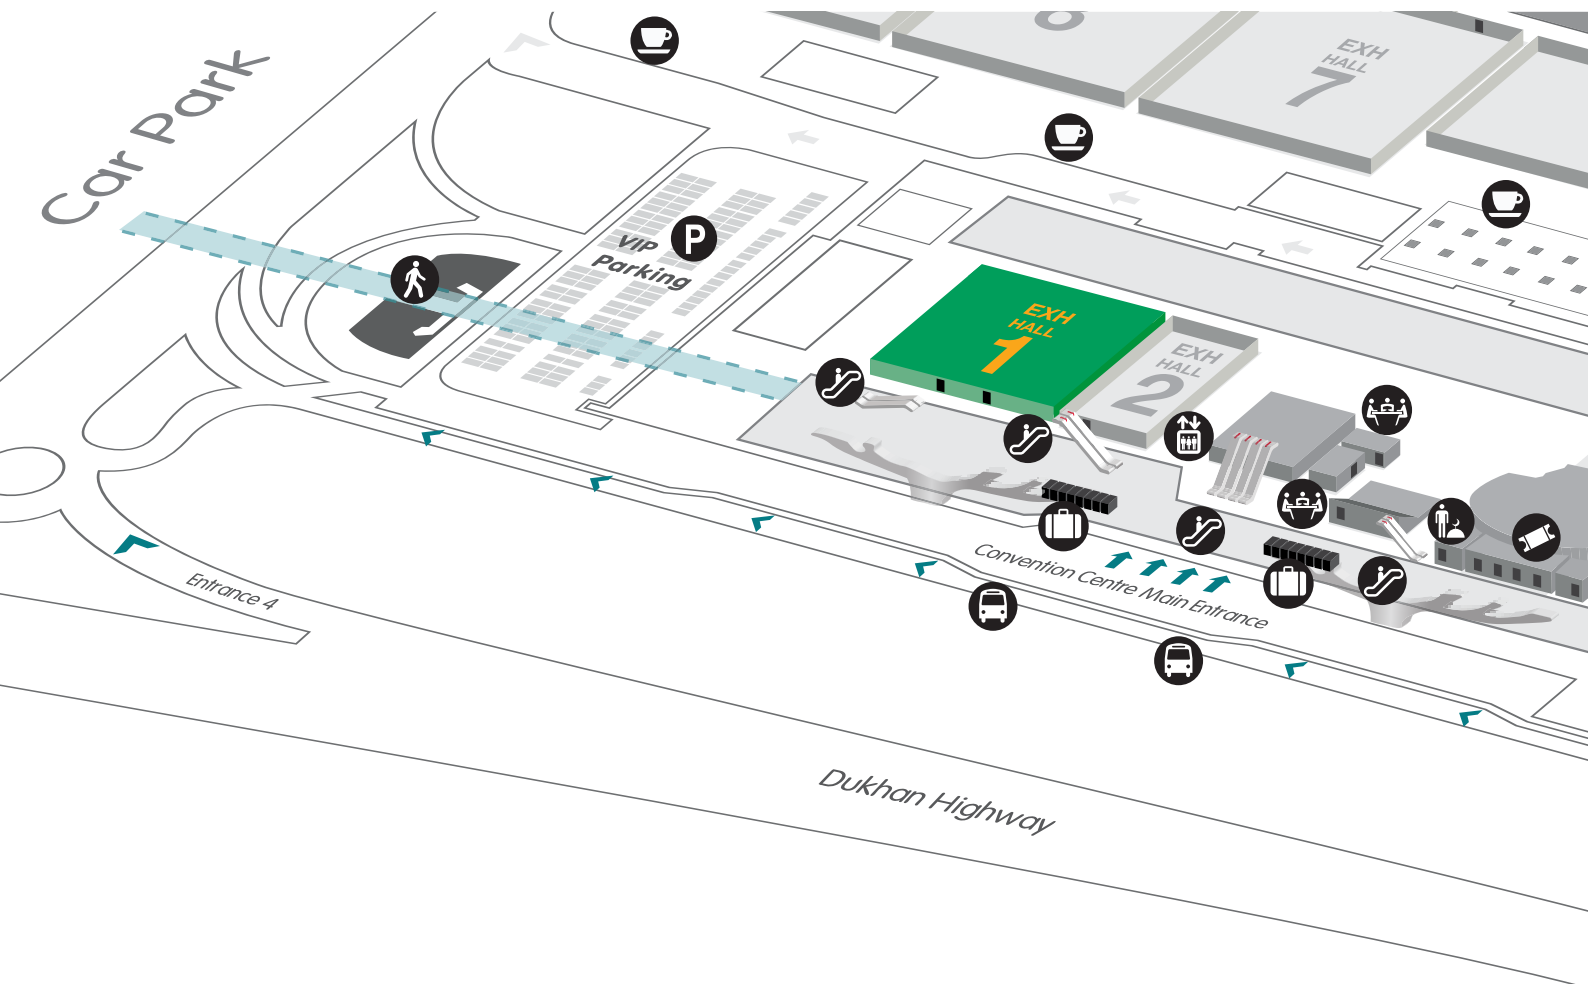 Car Park
6
EXH
HALL
7
VIP
Parking
P
EXH
HALL
1
EXH
HALL
2
Convention Centre Main Entrance
Entrance 4
Dukhan Highway